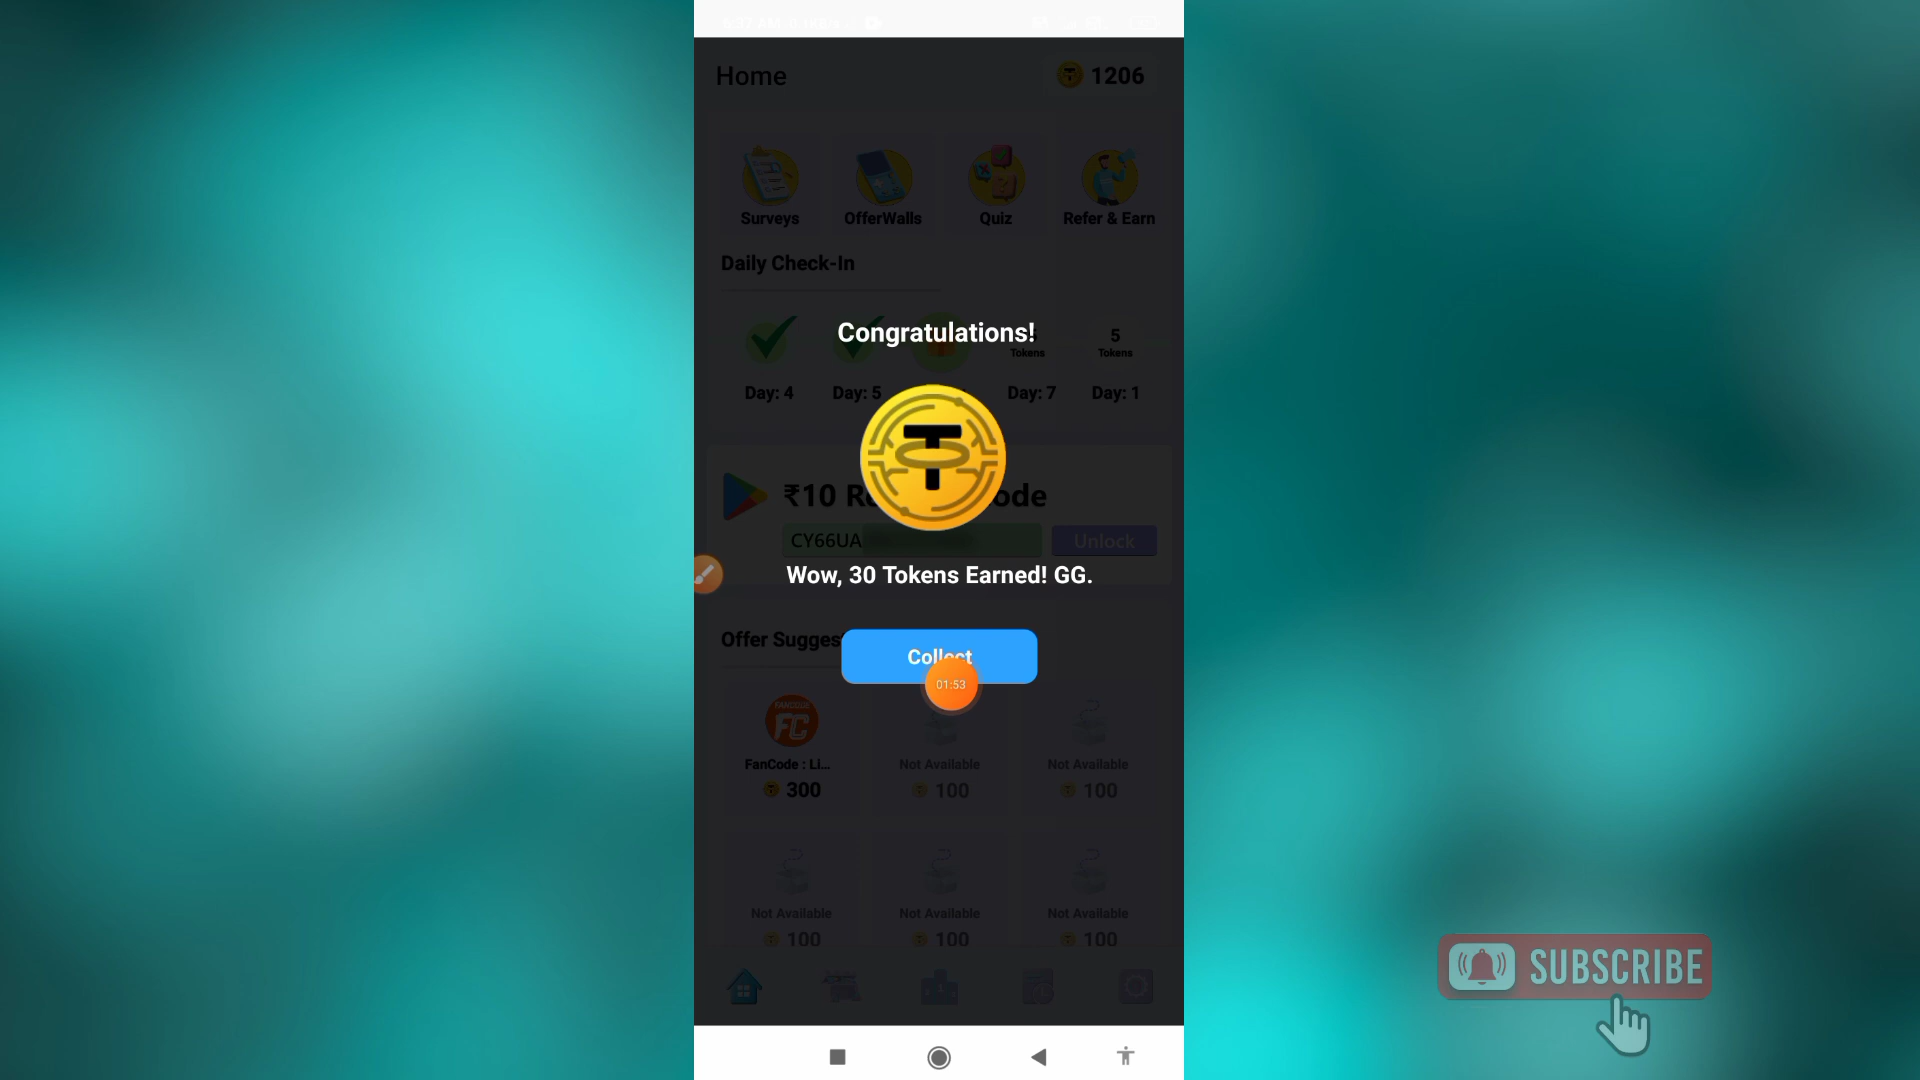 Home
1206
Surveys
OfferWalls
Quiz
Refer & Earn
Daily Check-In
Congratulations!
Tokens
5
Tokens
Day: 4
Day: 5
Day: 7
Day: 1
₹10 R
ode
CY66UA
Unlock
Wow, 30 Tokens Earned! GG.
Offer Sugges
Collect
01:53
FANCODE
FC
FanCode : Li...
Not Available
Not Available
300
100
100
Not Available
Not Available
Not Available
100
100
100
SUBSCRIBE